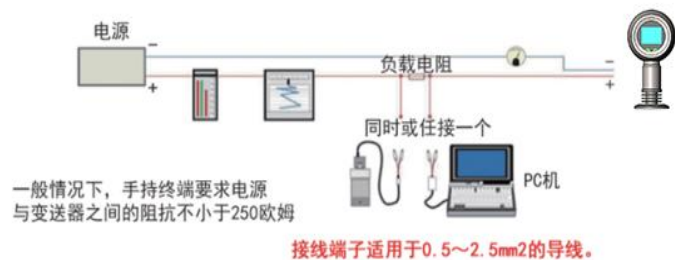 电源
−
+
负载电阻
−
+
同时或任接一个
PC机
一般情况下，手持终端要求电源
与变送器之间的阻抗不小于250欧姆
接线端子适用于0.5～2.5mm2的导线。